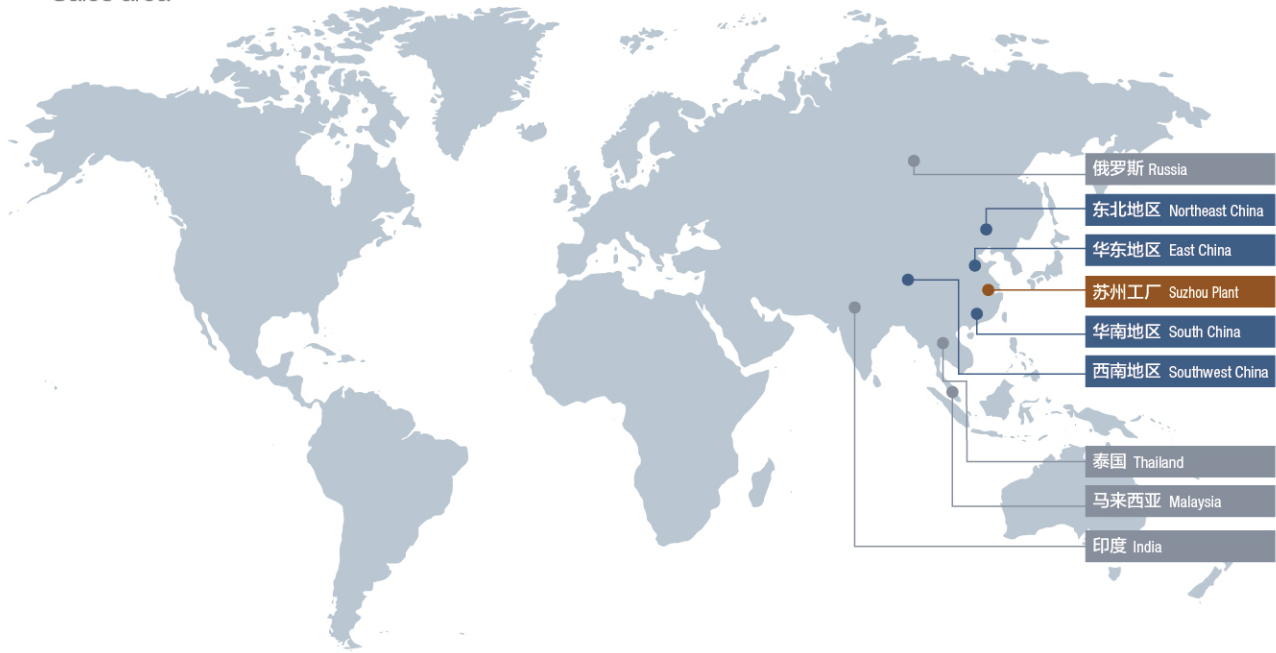 Sales area
俄罗斯 Russia
东北地区 Northeast China
华东地区 East China
苏州工厂 Suzhou Plant
华南地区 South China
西南地区 Southwest China
泰国 Thailand
马来西亚 Malaysia
印度 India